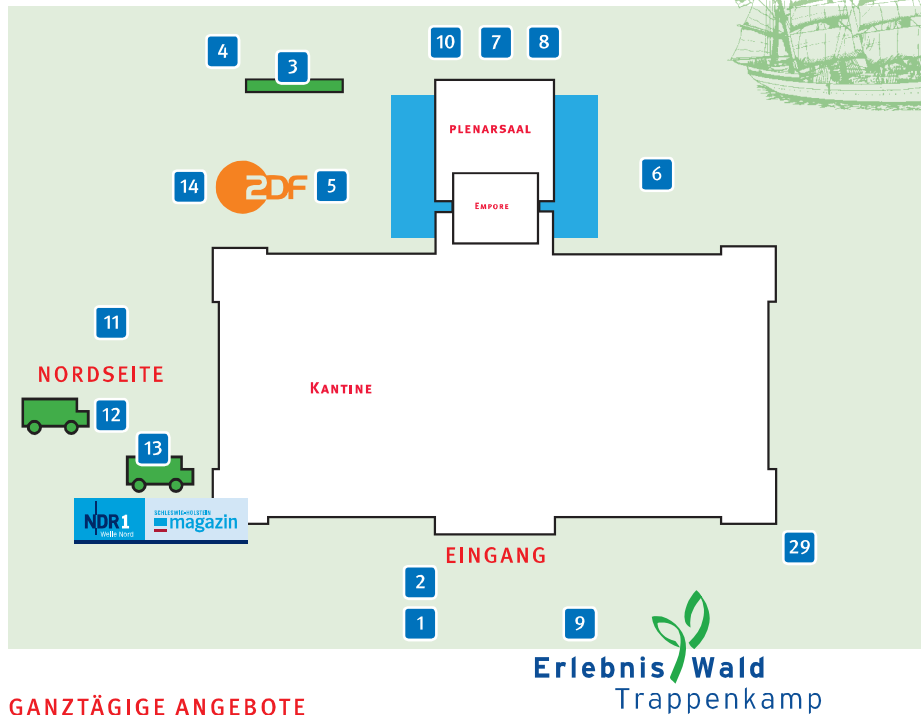 4
3
10
7
8
PLENARSAAL
6
14
ZDF
5
EMPORE
11
NORDSEITE
KANTINE
12
13
NDR1
Welle Nord
SCHLESWIG-HOLSTEIN
magazin
EINGANG
29
2
1
9
Erlebnis Wald
Trappenkamp
GANZTÄGIGE ANGEBOTE